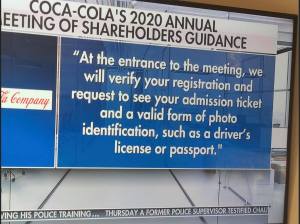 COCA-COLA'S 2020 ANNUAL
EETING OF SHAREHOLDERS GUIDANCE
"At the entrance to the meeting, we
will verify your registration and
request to see your admission ticket
and a valid form of photo
identification, such as a driver's
license or passport."
Company
VING HIS POLICE TRAINING ... THURSDAY A FORMER POLICE SUPERVISOR TESTIFIED